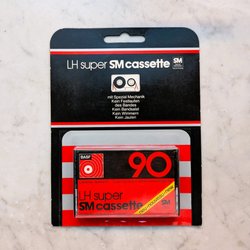 LH super SM cassette
mit Spezial Mechanik
Kein Festlaufen
des Bandes
Kein Bandsalat
Kein Wimmern
Kein Jaulen
SM
BASF
90
LH super
SM cassette